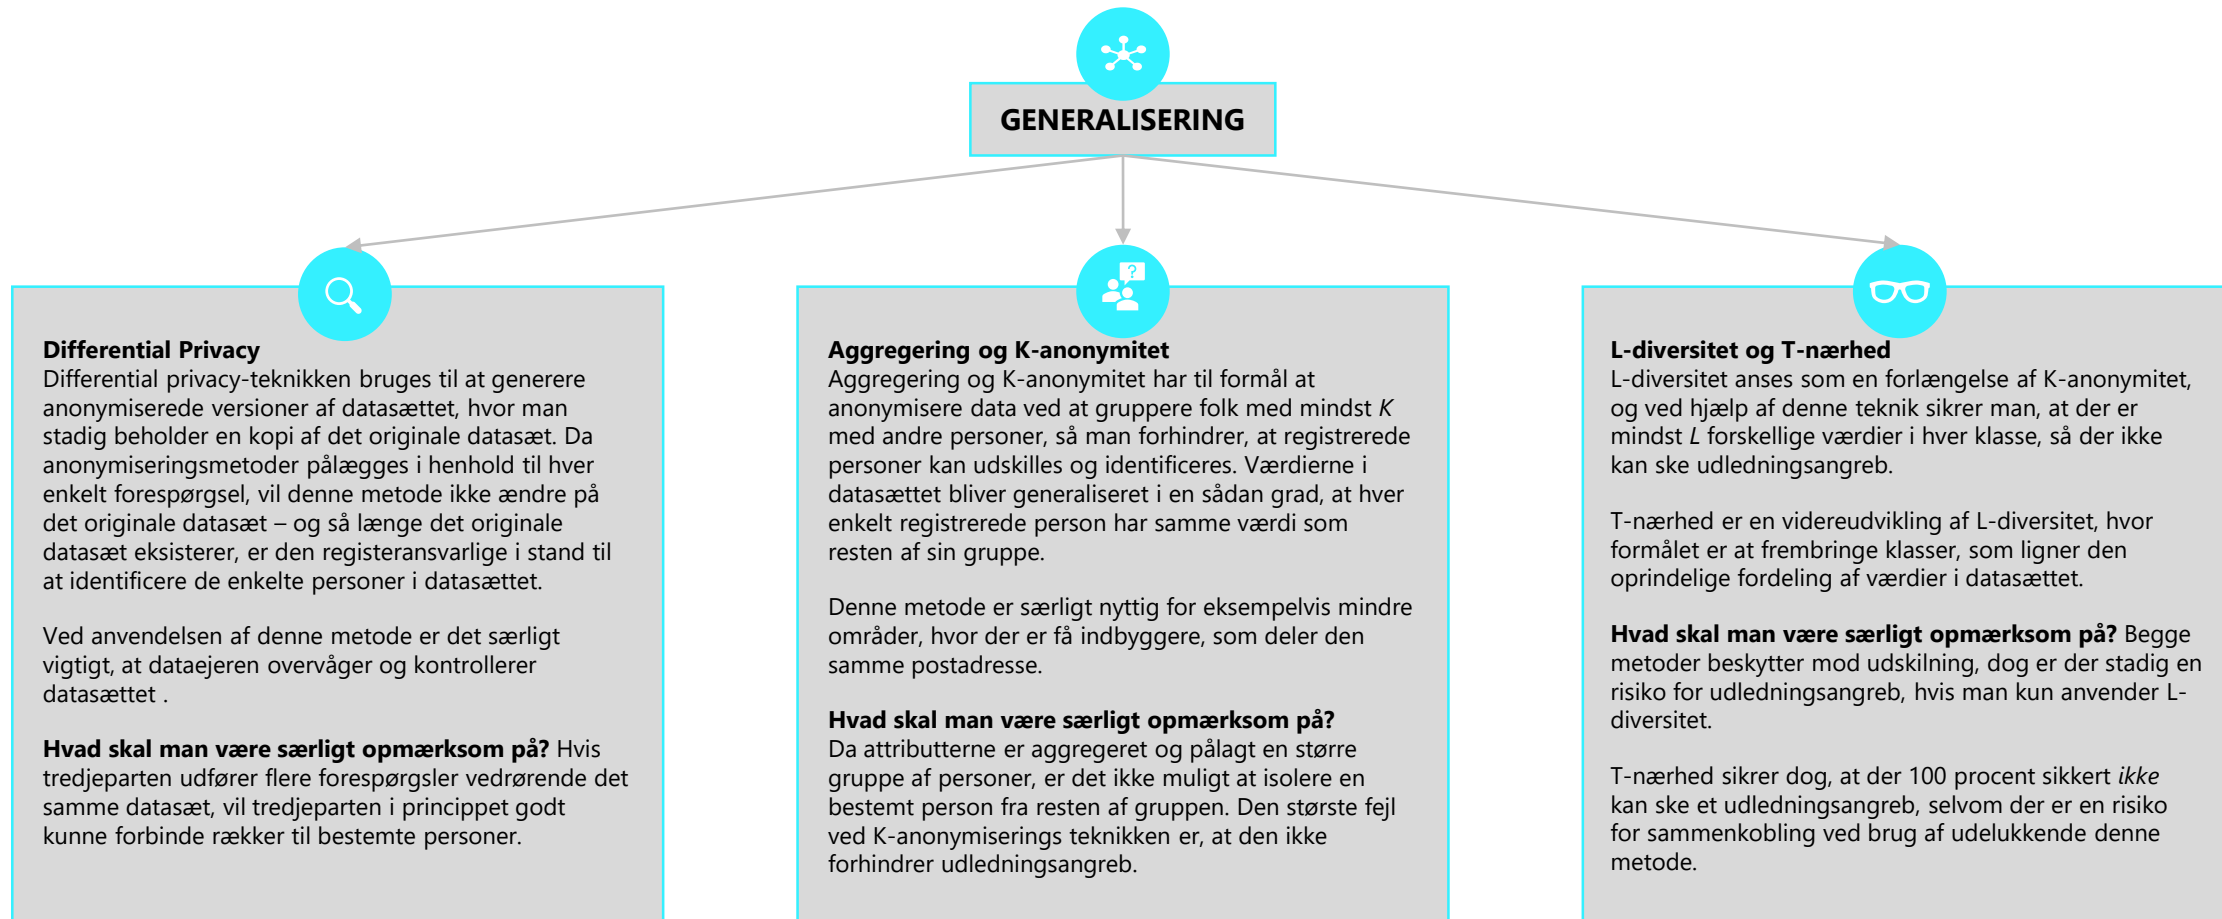 GENERALISERING
Differential Privacy
Differential privacy-teknikken bruges til at generere
anonymiserede versioner af datasættet, hvor man
stadig beholder en kopi af det originale datasæt. Da
anonymiseringsmetoder pålægges i henhold til hver
enkelt forespørgsel, vil denne metode ikke ændre på
det originale datasæt – og så længe det originale
datasæt eksisterer, er den registeransvarlige i stand til
at identificere de enkelte personer i datasættet.
Ved anvendelsen af denne metode er det særligt
vigtigt, at dataejeren overvåger og kontrollerer
datasættet .
Hvad skal man være særligt opmærksom på? Hvis
tredjeparten udfører flere forespørgsler vedrørende det
samme datasæt, vil tredjeparten i princippet godt
kunne forbinde rækker til bestemte personer.
?
Aggregering og K-anonymitet
Aggregering og K-anonymitet har til formål at
anonymisere data ved at gruppere folk med mindst K
med andre personer, så man forhindrer, at registrerede
personer kan udskilles og identificeres. Værdierne i
datasættet bliver generaliseret i en sådan grad, at hver
enkelt registrerede person har samme værdi som
resten af sin gruppe.
Denne metode er særligt nyttig for eksempelvis mindre
områder, hvor der er få indbyggere, som deler den
samme postadresse.
Hvad skal man være særligt opmærksom på?
Da attributterne er aggregeret og pålagt en større
gruppe af personer, er det ikke muligt at isolere en
bestemt person fra resten af gruppen. Den største fejl
ved K-anonymiserings teknikken er, at den ikke
forhindrer udledningsangreb.
L-diversitet og T-nærhed
L-diversitet anses som en forlængelse af K-anonymitet,
og ved hjælp af denne teknik sikrer man, at der er
mindst L forskellige værdier i hver klasse, så der ikke
kan ske udledningsangreb.
T-nærhed er en videreudvikling af L-diversitet, hvor
formålet er at frembringe klasser, som ligner den
oprindelige fordeling af værdier i datasættet.
Hvad skal man være særligt opmærksom på? Begge
metoder beskytter mod udskilning, dog er der stadig en
risiko for udledningsangreb, hvis man kun anvender L-
diversitet.
T-nærhed sikrer dog, at der 100 procent sikkert ikke
kan ske et udledningsangreb, selvom der er en risiko
for sammenkobling ved brug af udelukkende denne
metode.